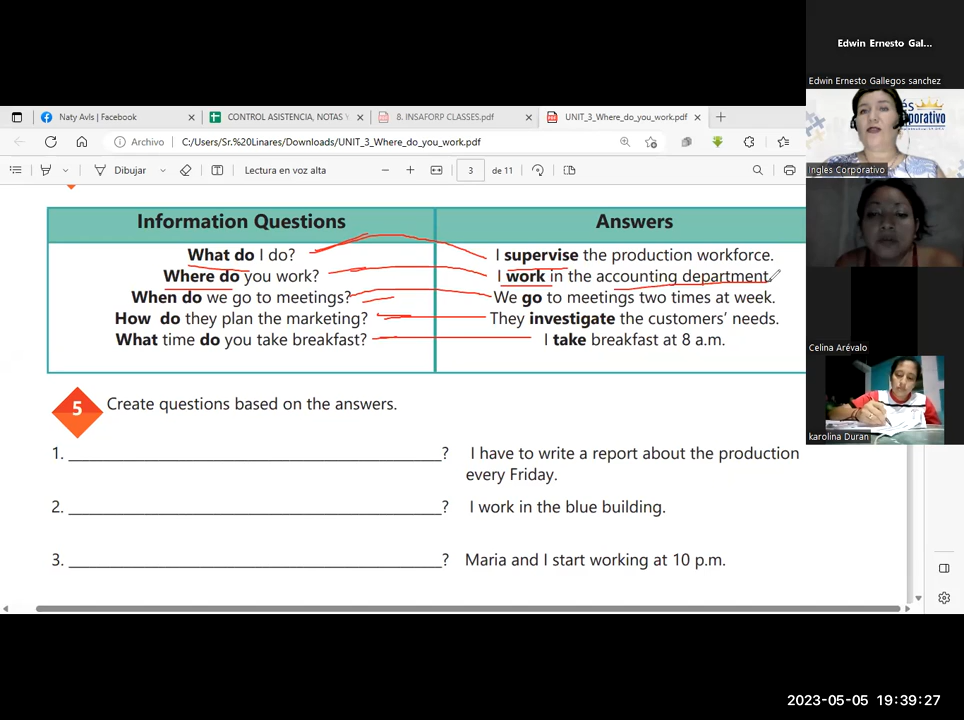 Edwin Ernesto Gal...
Edwin Ernesto Gallegos sanchez
Naty Avls | Facebook
CONTROL ASISTENCIA, NOTAS Y
8. INSAFORP CLASSES.pdf
UNIT_3_Where_do_you_work.pdf
Archivo
C:/Users/Sr.%20Linares/Downloads/UNIT_3_Where_do_you_work.pdf
Dibujar
Lectura en voz alta
3
de 11
Corporativo
Inglés Corporativo
Information Questions
Answers
What do I do?
I supervise the production workforce.
Where do you work?
I work in the accounting department.
When do we go to meetings?
We go to meetings two times at week.
How do they plan the marketing?
They investigate the customers' needs.
What time do you take breakfast?
I take breakfast at 8 a.m.
Celina Arévalo
karolina Duran
5 Create questions based on the answers.
1. ________________________________________? I have to write a report about the production
every Friday.
2. ________________________________________? I work in the blue building.
3. ________________________________________? Maria and I start working at 10 p.m.
2023-05-05 19:39:27